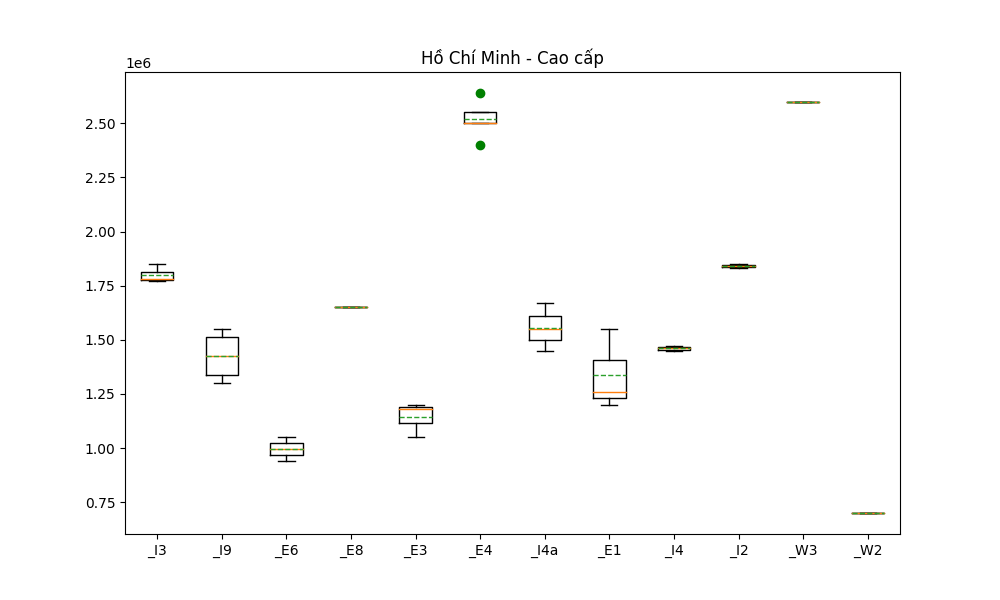 Hồ Chí Minh - Cao cấp
1e6
2.50
2.25
2.00
1.75
1.50
1.25
1.00
0.75
_I3 _I9 _E6 _E8 _E3 _E4 _I4a _E1 _I4 _I2 _W3 _W2